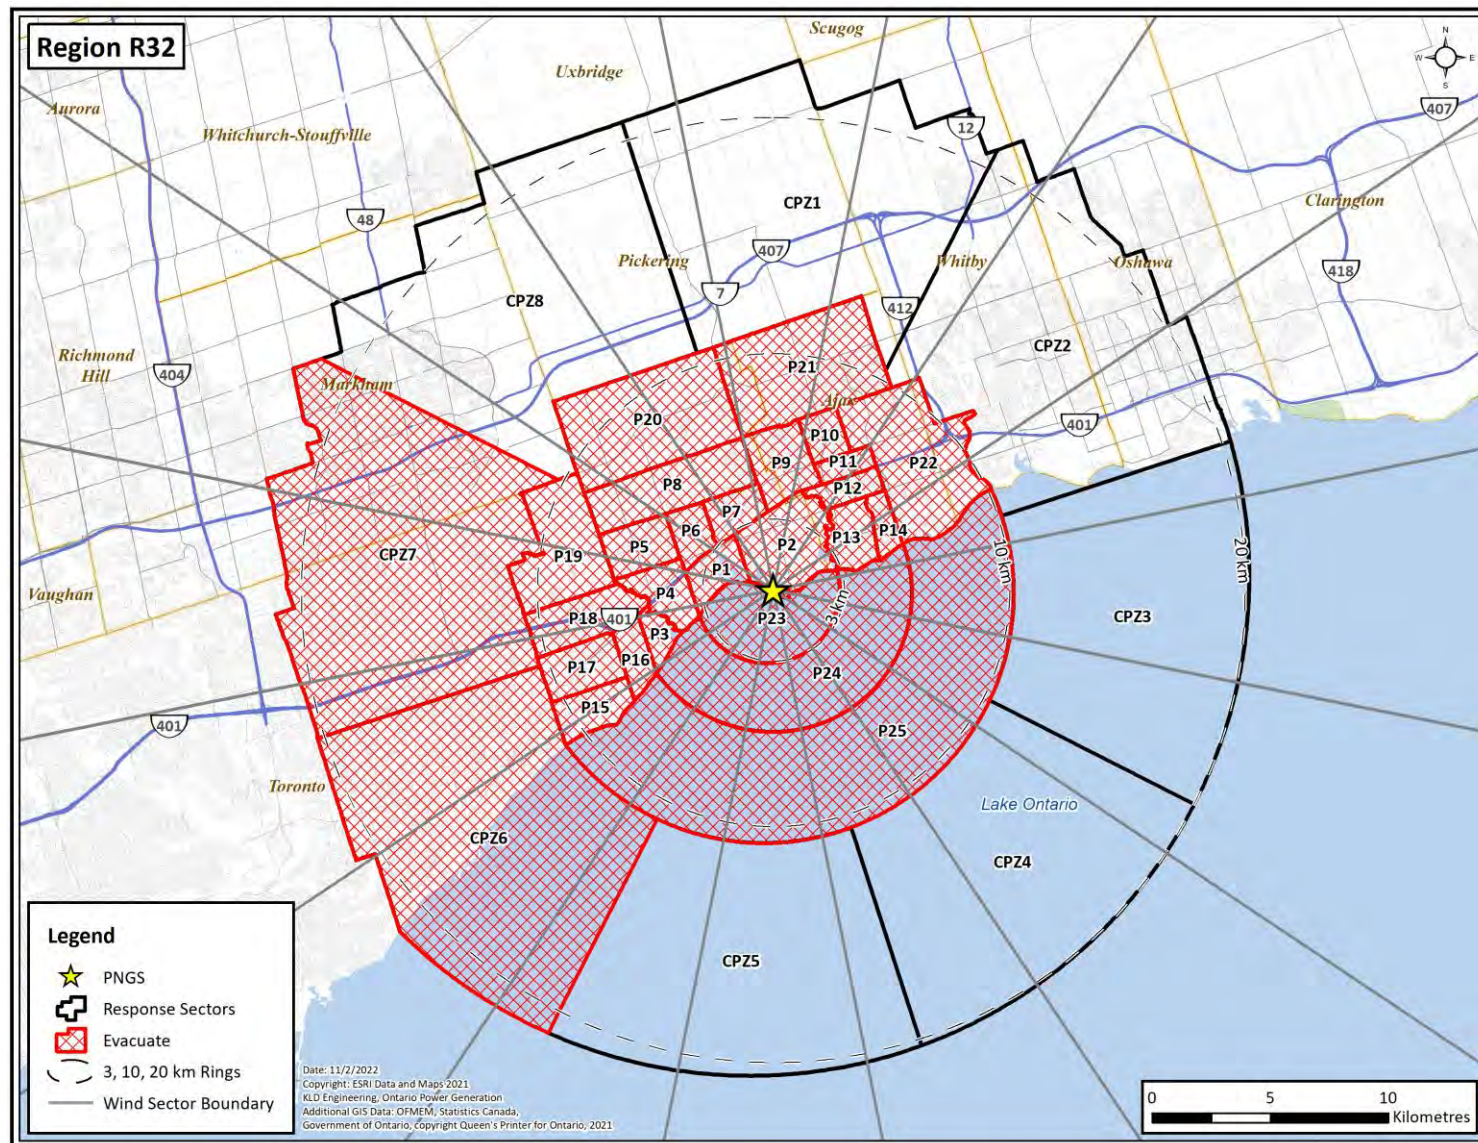 Region R32
Scugog
Uxbridge
Aurora
Whitchurch-Stouffville
N
W
E
S
407
12
48
CPZ1
Clarington
407
Pickering
Whitby
Oshawa
418
7
CPZ8
412
Richmond
Hill
404
CPZ2
Markham
P21
Ajax
P20
P10
401
P9
P11
P22
P8
P12
P7
P6
P14
P13
P5
P2
CPZ7
P19
10 km
20 km
P1
Vaughan
P4
3 km
P18
401
P23
CPZ3
P3
P16
P17
P24
P15
401
P25
Toronto
Lake Ontario
CPZ6
CPZ4
CPZ5
Legend
PNGS
Response Sectors
Evacuate
3, 10, 20 km Rings
Wind Sector Boundary
Date: 11/2/2022
Copyright: ESRI Data and Maps 2021
KLD Engineering, Ontario Power Generation
Additional GIS Data: OFMEM, Statistics Canada,
Government of Ontario, copyright Queen's Printer for Ontario, 2021
0 5 10
Kilometres